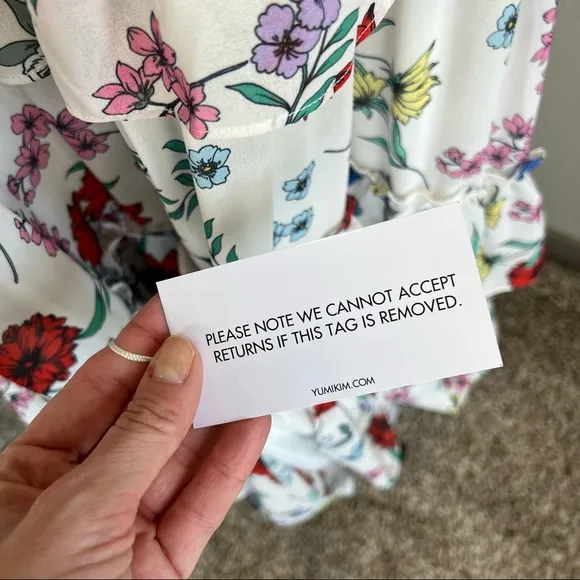 PLEASE NOTE WE CANNOT ACCEPT
RETURNS IF THIS TAG IS REMOVED.
YUMIKIM.COM